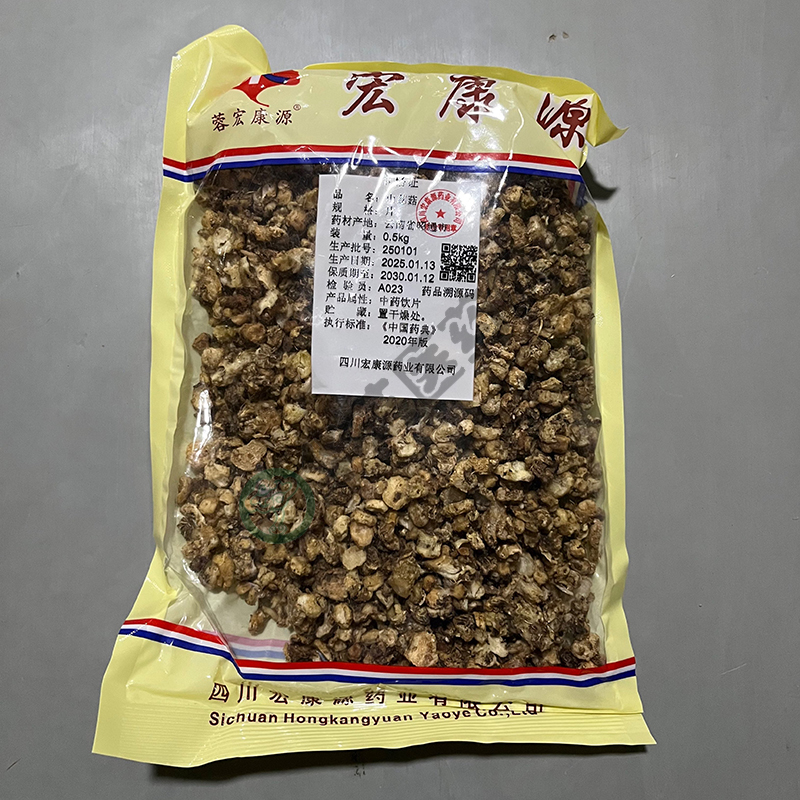 宏康源
蓉宏康源®
品 名:
规 格: 片
药材产地: 云南省
装 量: 0.5kg
生产批号: 250101
生产日期: 2025.01.13
保质期至: 2030.01.12
检 验 员: A023
药品溯源码
产品属性: 中药饮片
贮 藏: 置干燥处。
执行标准: 《中国药典》
2020年版
四川宏康源药业有限公司
四川宏康源药业有限公司
Sichuan Hongkangyuan Yaoye Co.,Ltd